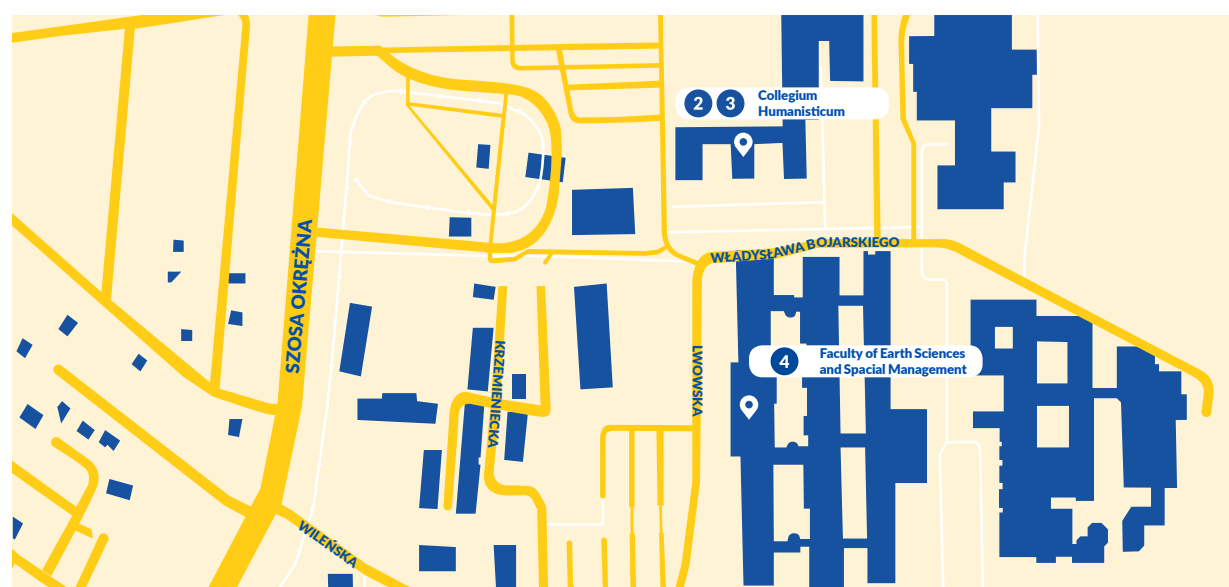 2 3 Collegium
Humanisticum
WŁADYSŁAWA BOJARSKIEGO
SZOSA OKRĘŻNA
4 Faculty of Earth Sciences
and Spacial Management
LWOWSKA
KRZEMIENIECKA
WILEŃSKA